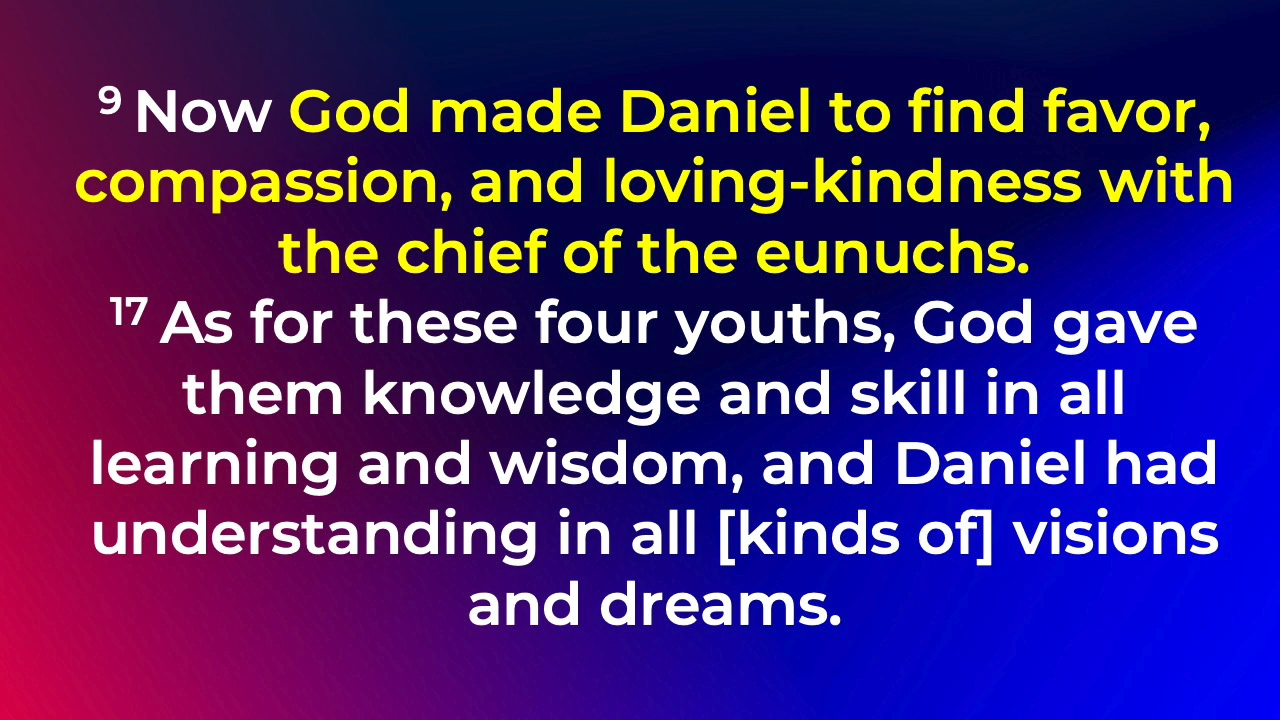 ⁹ Now God made Daniel to find favor,
compassion, and loving-kindness with
the chief of the eunuchs.
¹⁷ As for these four youths, God gave
them knowledge and skill in all
learning and wisdom, and Daniel had
understanding in all [kinds of] visions
and dreams.